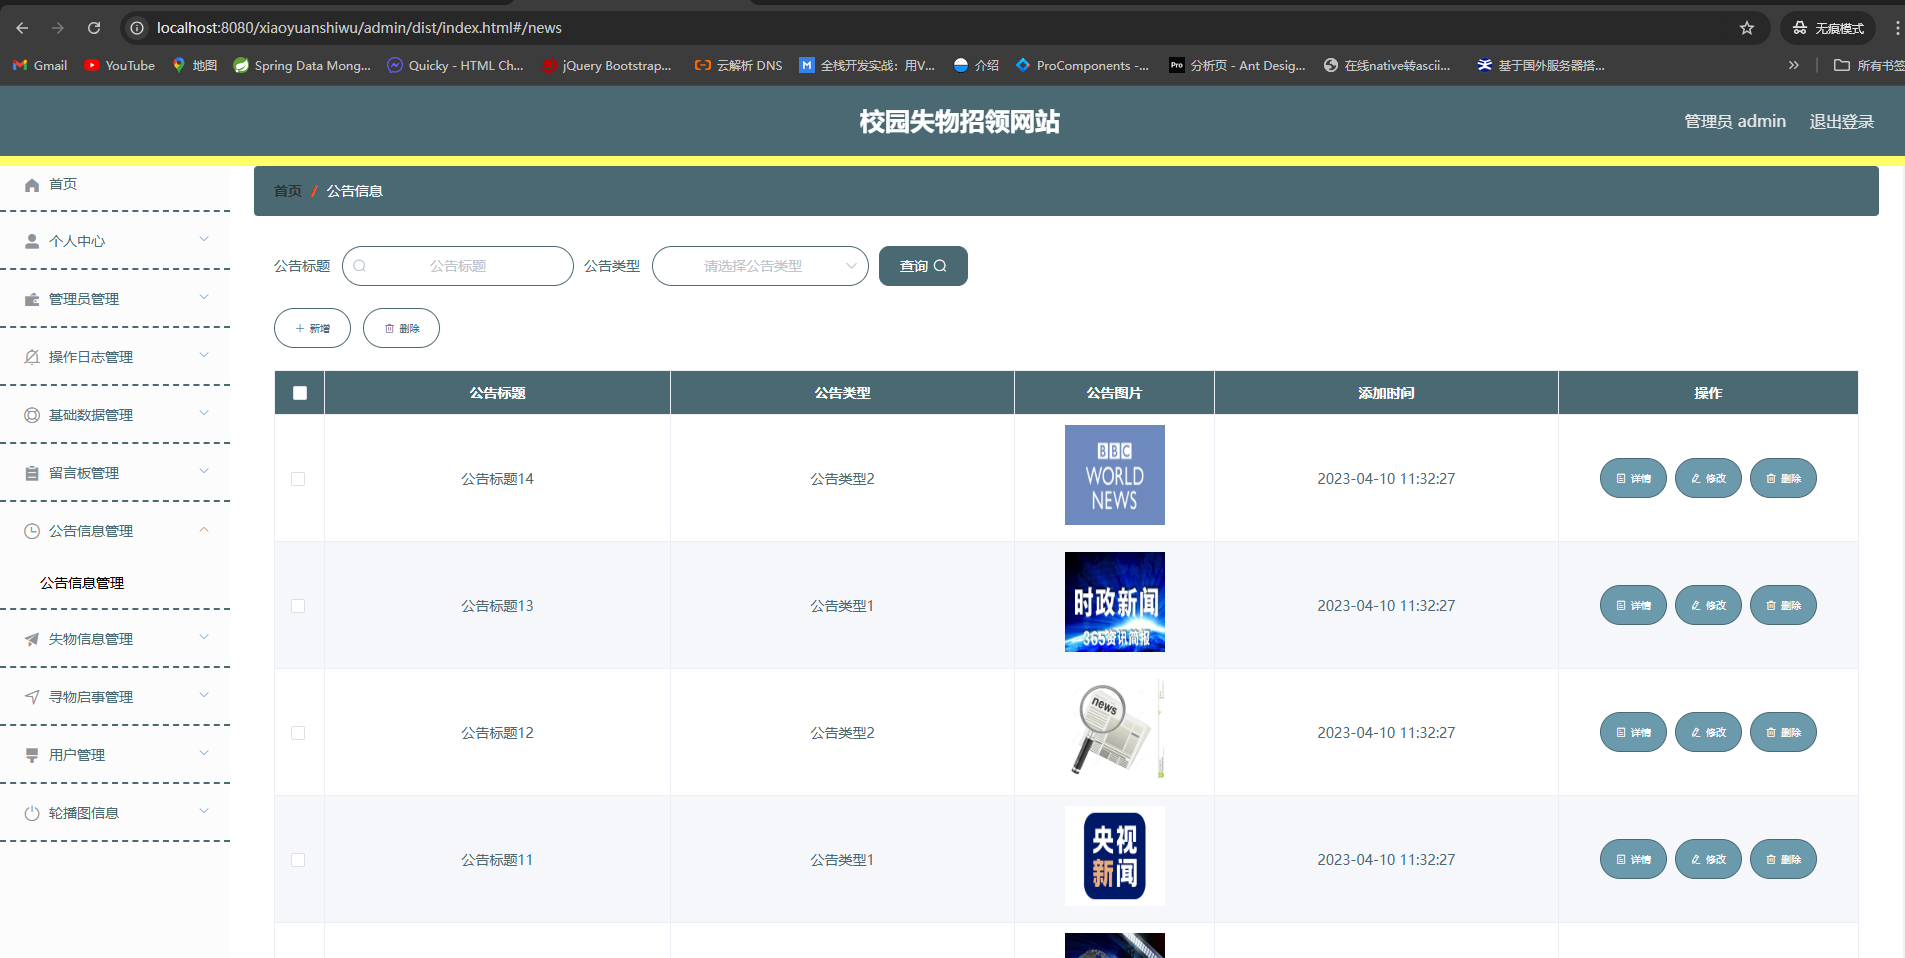 localhost:8080/xiaoyuanshiwu/admin/dist/index.html#/news
无痕模式
Gmail YouTube 地图 Spring Data Mong... Quicky - HTML Ch... jQuery Bootstrap... 云解析 DNS M 全栈开发实战：用V... 介绍 ProComponents -... Pro 分析页 - Ant Desig... 在线native转ascii... 基于国外服务器搭... » 所有书签
校园失物招领网站
管理员 admin 退出登录
首页
个人中心
管理员管理
操作日志管理
基础数据管理
留言板管理
公告信息管理
公告信息管理
失物信息管理
寻物启事管理
用户管理
轮播图信息
首页 / 公告信息
公告标题 公告标题 公告类型 请选择公告类型 查询
新增 删除
公告标题 公告类型 公告图片 添加时间 操作
公告标题14 公告类型2 2023-04-10 11:32:27 详情 修改 删除
BBC
WORLD
NEWS
公告标题13 公告类型1 2023-04-10 11:32:27 详情 修改 删除
时政新闻
365资讯简报
公告标题12 公告类型2 2023-04-10 11:32:27 详情 修改 删除
news
公告标题11 公告类型1 2023-04-10 11:32:27 详情 修改 删除
央视
新闻